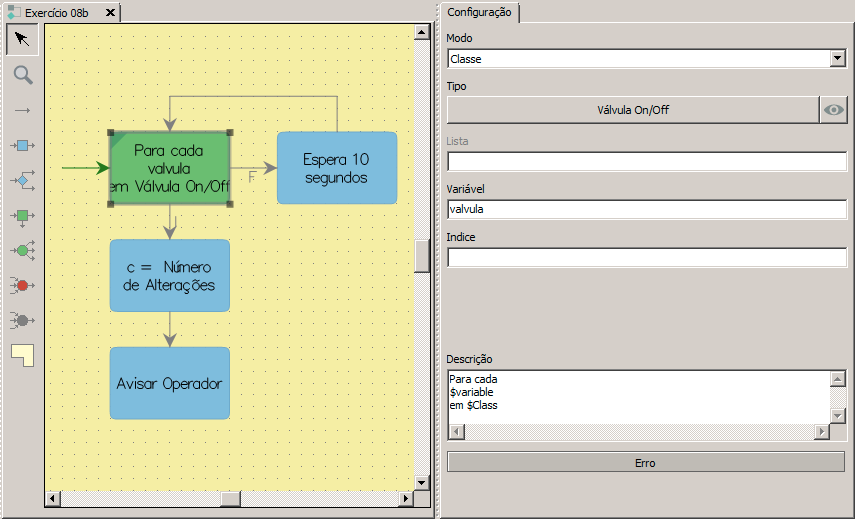 Exercício 08b
Para cada
valvula
em Válvula On/Off
F
Espera 10
segundos
I
c = Número
de Alterações
Avisar Operador
Configuração
Modo
Classe
Tipo
Válvula On/Off
Lista
Variável
valvula
Indice
Descrição
Para cada
$variable
em $Class
Erro